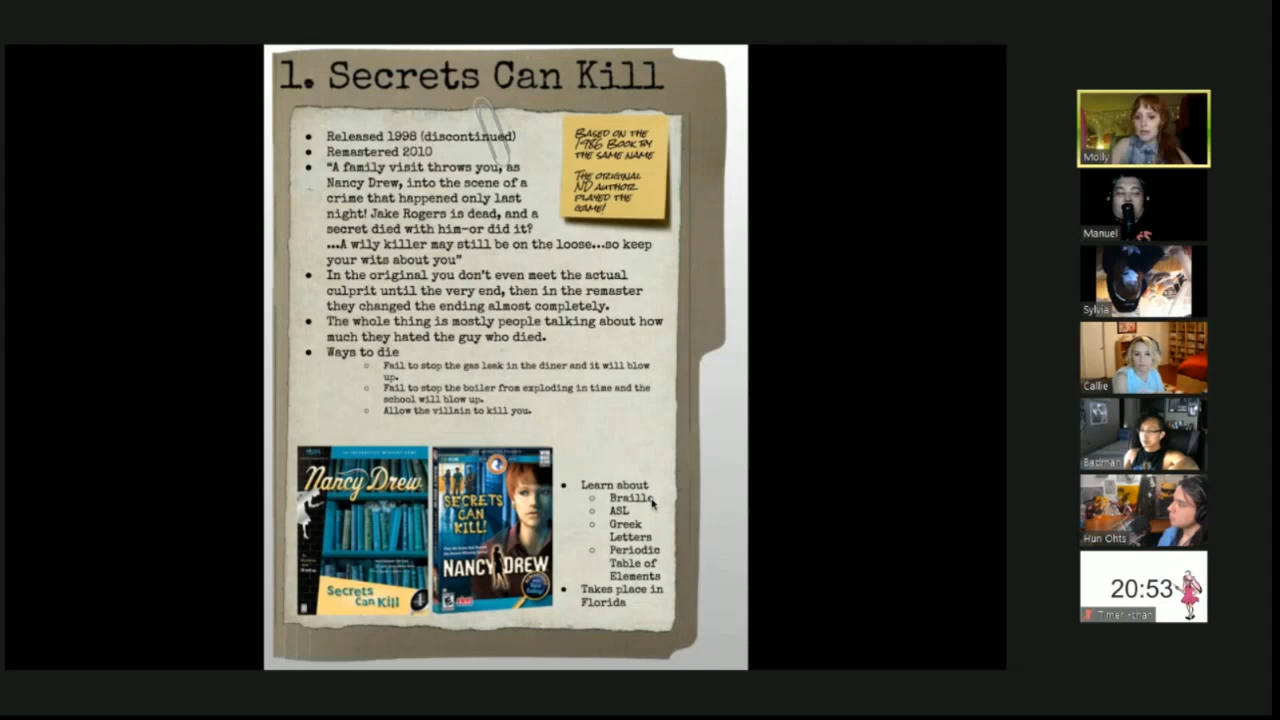 1. Secrets Can Kill
• Released 1998 (discontinued)
• Remastered 2010
• “A family visit throws you, as
Nancy Drew, into the scene of a
crime that happened only last
night! Jake Rogers is dead, and a
secret died with him-or did it?
...A wily killer may still be on the loose...so keep
your wits about you”
• In the original you don't even meet the actual
culprit until the very end, then in the remaster
they changed the ending almost completely.
• The whole thing is mostly people talking about how
much they hated the guy who died.
• Ways to die
○ Fail to stop the gas leak in the diner and it will blow
up.
○ Fail to stop the boiler from exploding in time and the
school will blow up.
○ Allow the villain to kill you.
BASED ON THE
1986 BOOK BY
THE SAME NAME
THE ORIGINAL
ND AUTHOR
PLAYED THE
GAME!
Nancy Drew
Secrets
Can Kill
SECRETS
CAN
KILL!
NANCY DREW
• Learn about
○ Braille
○ ASL
○ Greek
Letters
○ Periodic
Table of
Elements
• Takes place in
Florida
Molly
Manuel
Sylvia
Callie
Badman
Hun Ohts
20:53
Timer-chan